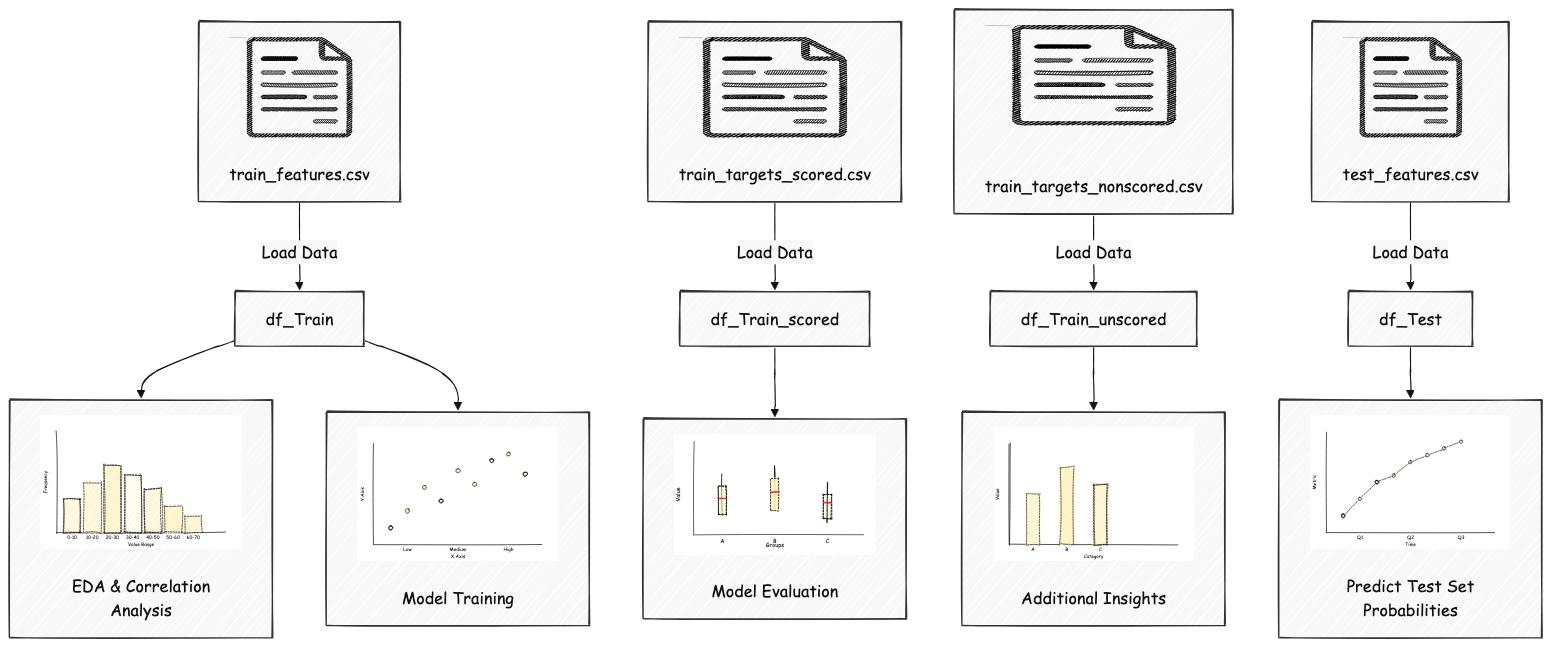 train_features.csv
train_targets_scored.csv
train_targets_nonscored.csv
test_features.csv
Load Data
Load Data
Load Data
Load Data
df_Train
df_Train_scored
df_Train_unscored
df_Test
Frequency
0-10 10-20 20-30 30-40 40-50 50-60 60-70
Value Range
EDA & Correlation
Analysis
Y Axis
Low Medium High
X Axis
Model Training
Value
A B C
Groups
Model Evaluation
Value
A B C
Category
Additional Insights
Metric
Q1 Q2 Q3
Time
Predict Test Set
Probabilities